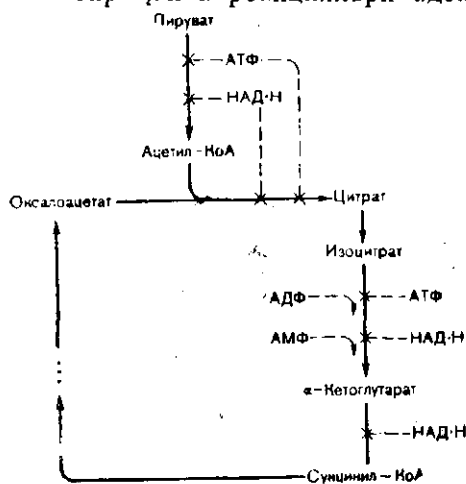 Пируват
АТФ
НАД·Н
Ацетил-КоА
Оксалоацетат
Цитрат
Изоцитрат
АДФ
АТФ
АМФ
НАД·Н
α-Кетоглутарат
НАД·Н
Сукцинил-КоА